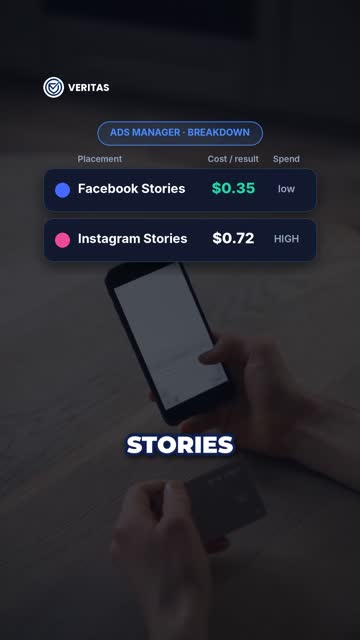 VERITAS
ADS MANAGER · BREAKDOWN
Placement Cost / result Spend
Facebook Stories $0.35 low
Instagram Stories $0.72 HIGH
STORIES